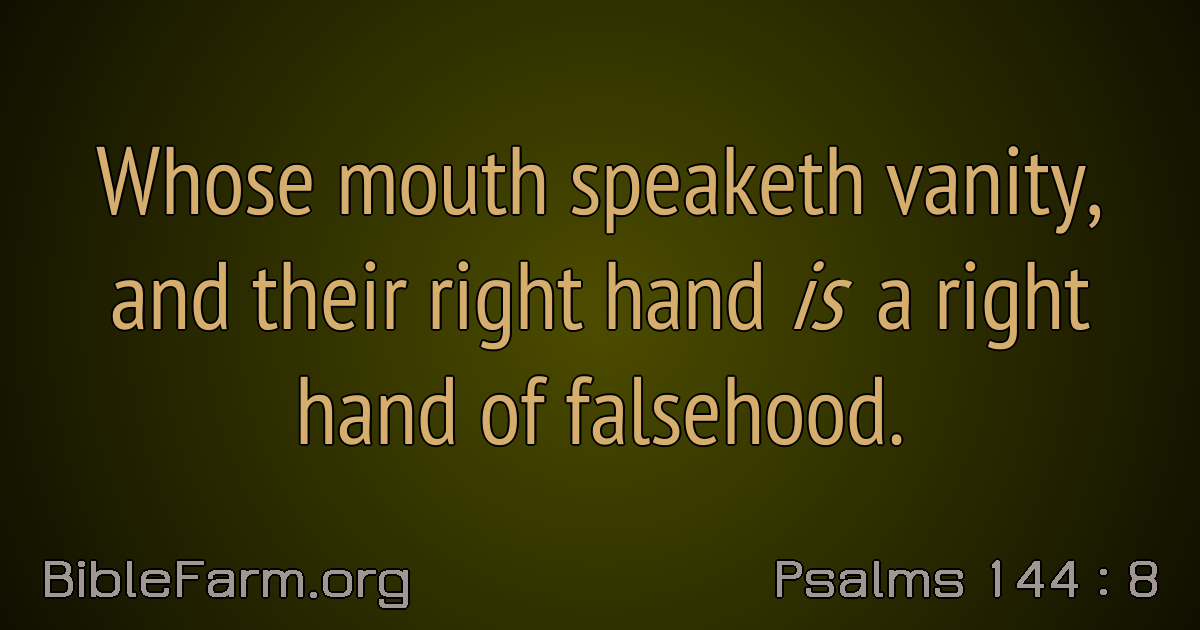 Whose mouth speaketh vanity,
and their right hand is a right
hand of falsehood.
BibleFarm.org
Psalms 144 : 8